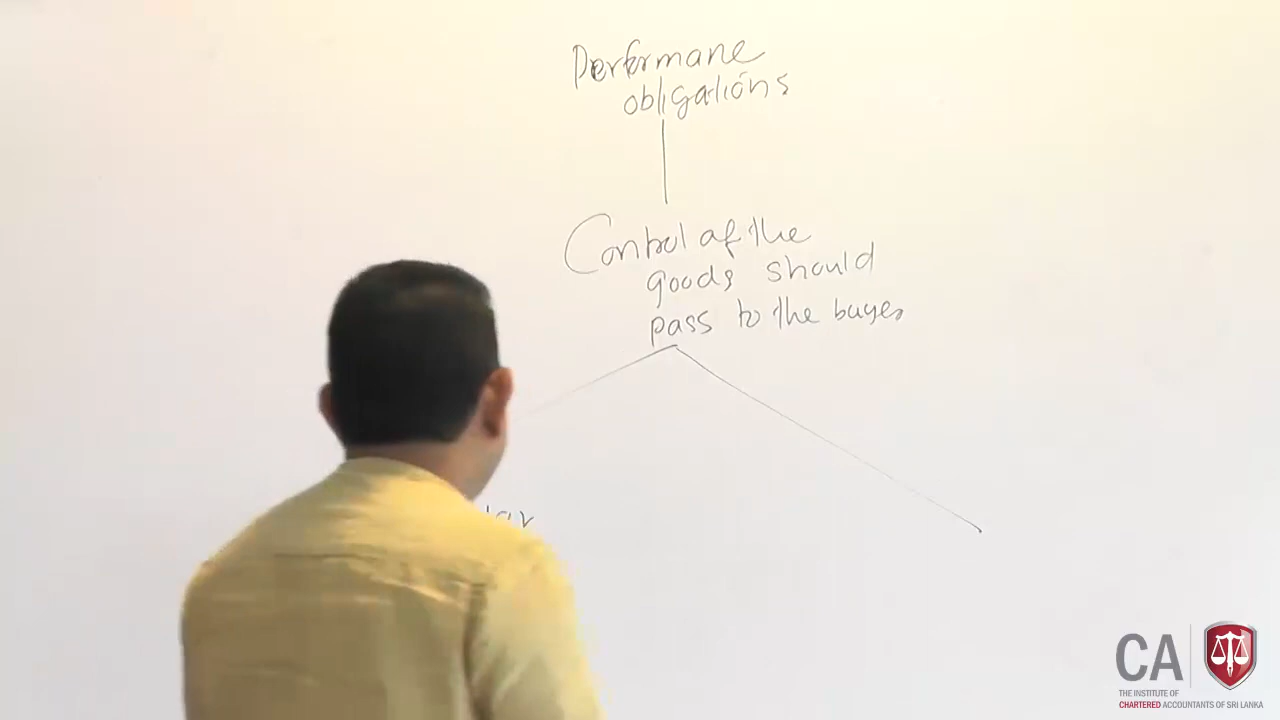 Performane
obligations
Control of the
goods should
pass to the buyer
CA
THE INSTITUTE OF
CHARTERED ACCOUNTANTS OF SRI LANKA